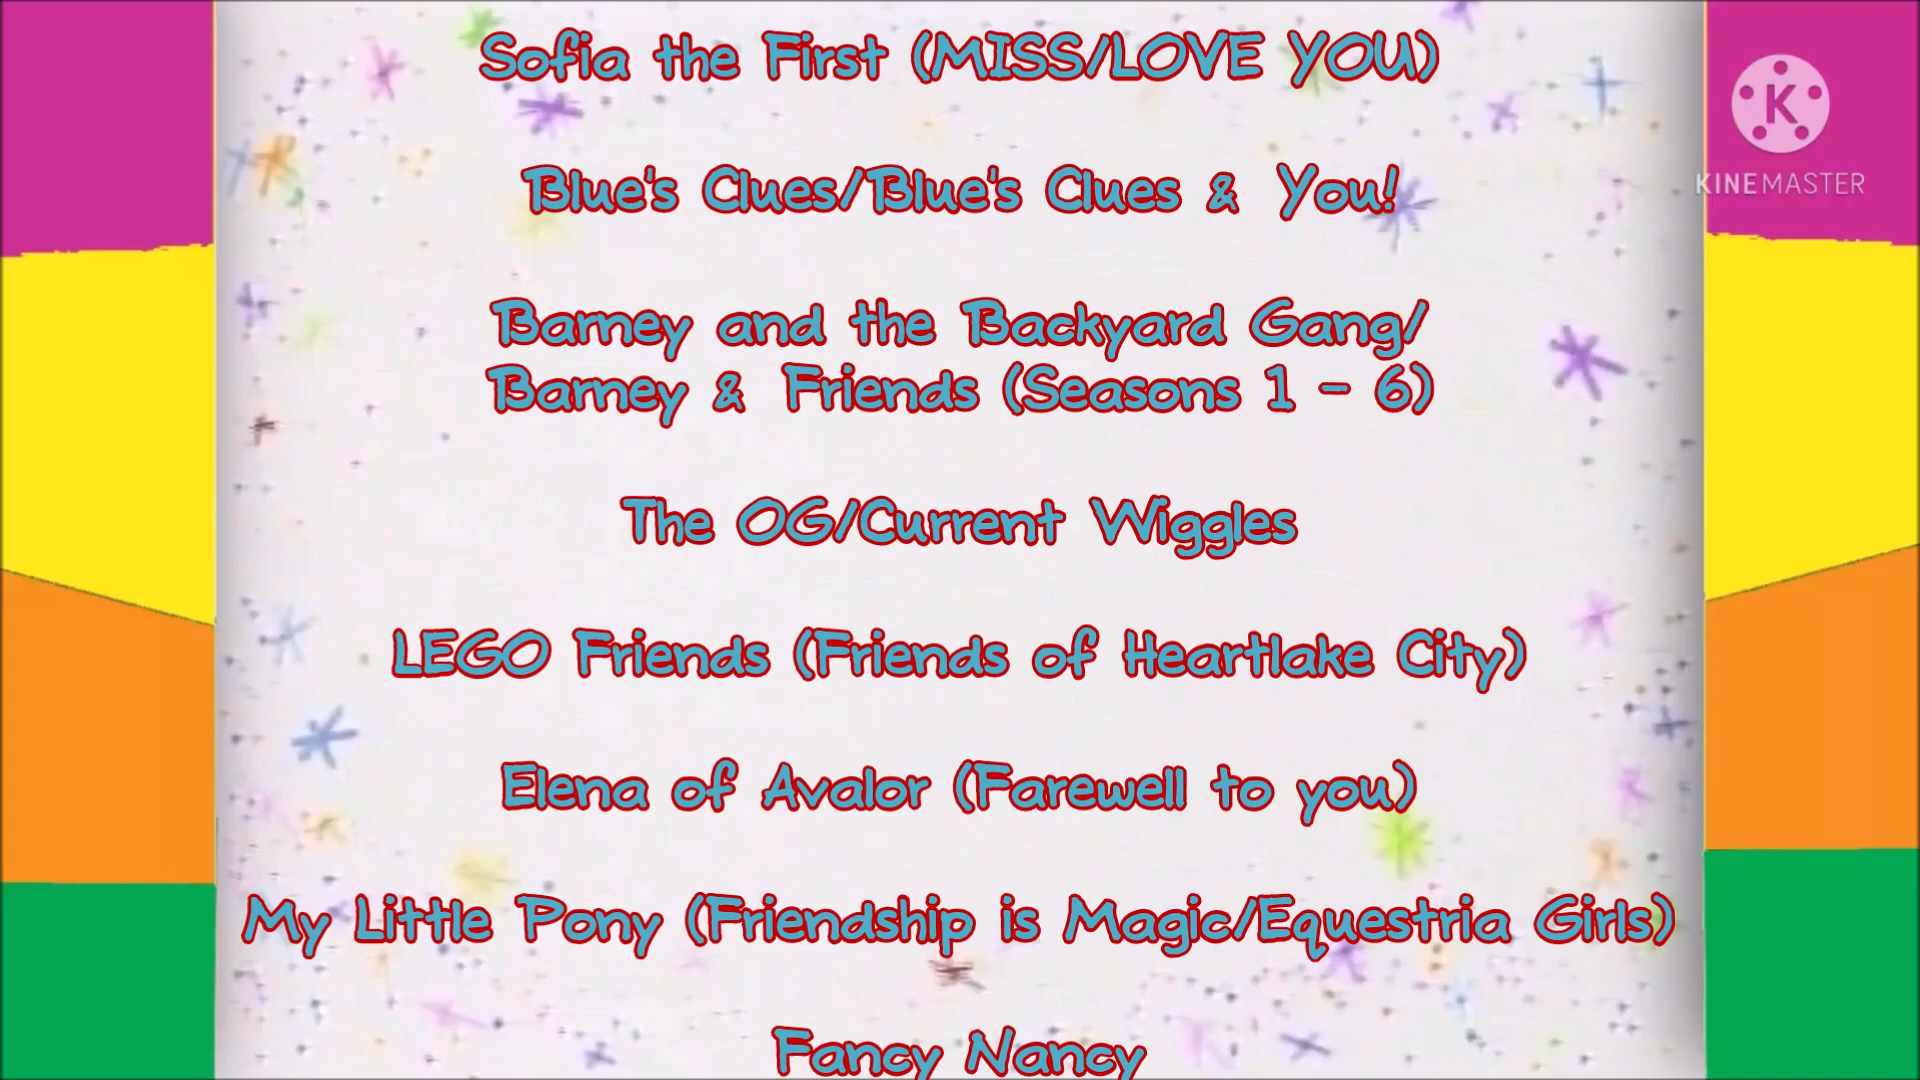 Sofia the First (MISS/LOVE YOU)
K
KINEMASTER
Blue's Clues/Blue's Clues & You!
Barney and the Backyard Gang/
Barney & Friends (Seasons 1 - 6)
The OG/Current Wiggles
LEGO Friends (Friends of Heartlake City)
Elena of Avalor (Farewell to you)
My Little Pony (Friendship is Magic/Equestria Girls)
Fancy Nancy